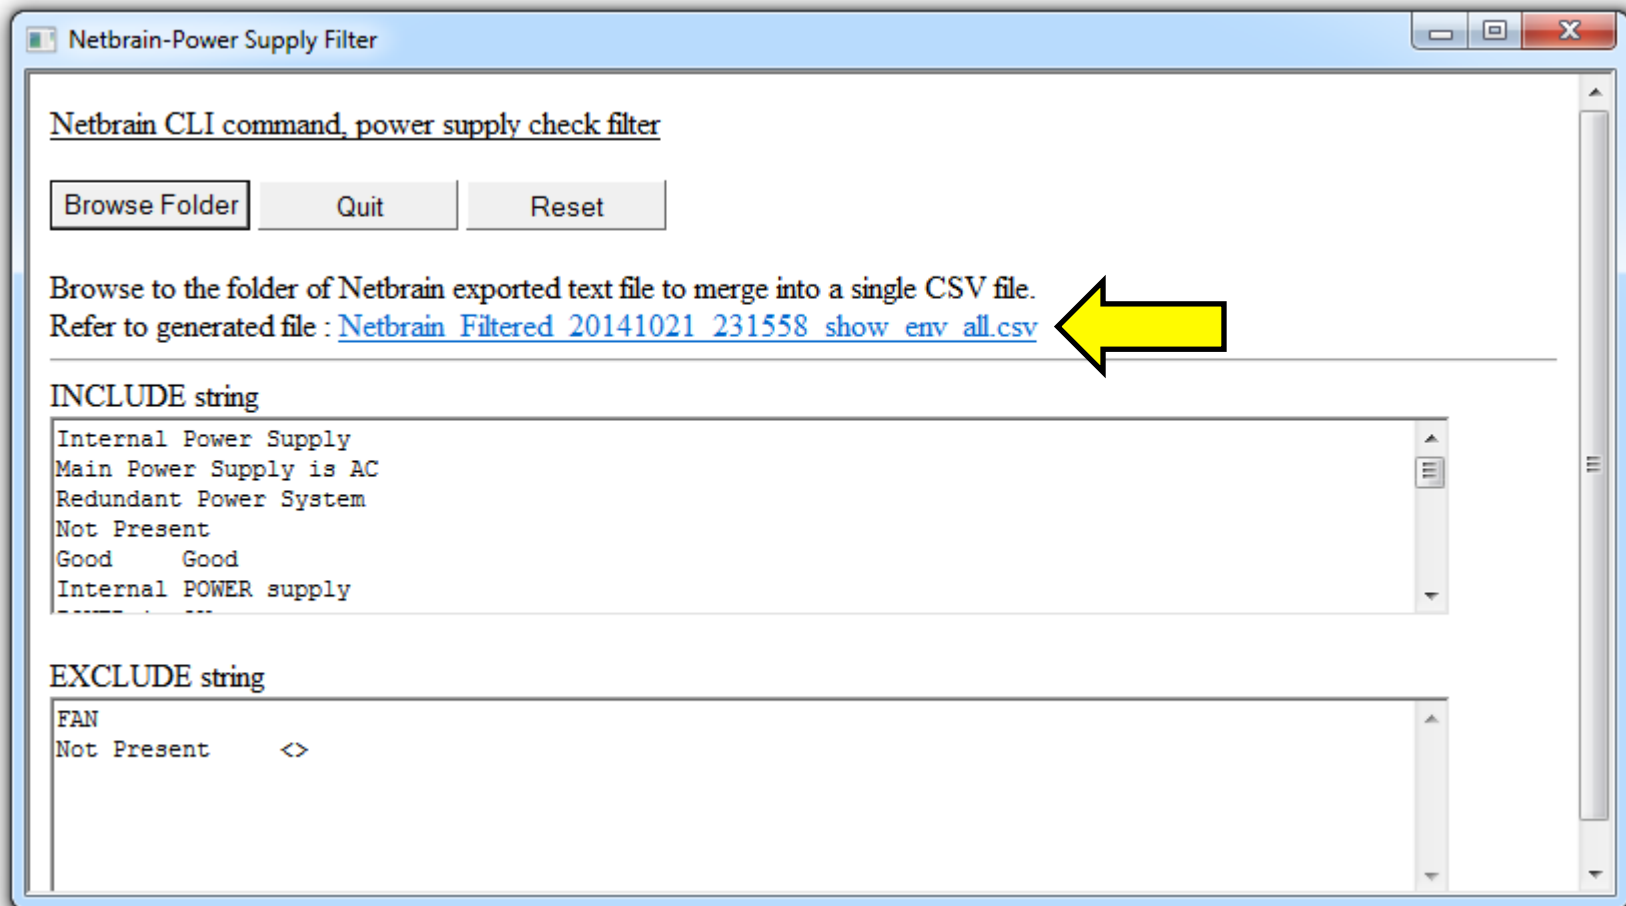 Netbrain-Power Supply Filter
Netbrain CLI command, power supply check filter
Browse Folder Quit Reset
Browse to the folder of Netbrain exported text file to merge into a single CSV file.
Refer to generated file : Netbrain_Filtered_20141021_231558_show_env_all.csv
INCLUDE string
Internal Power Supply
Main Power Supply is AC
Redundant Power System
Not Present
Good     Good
Internal POWER supply
EXCLUDE string
FAN
Not Present     <>